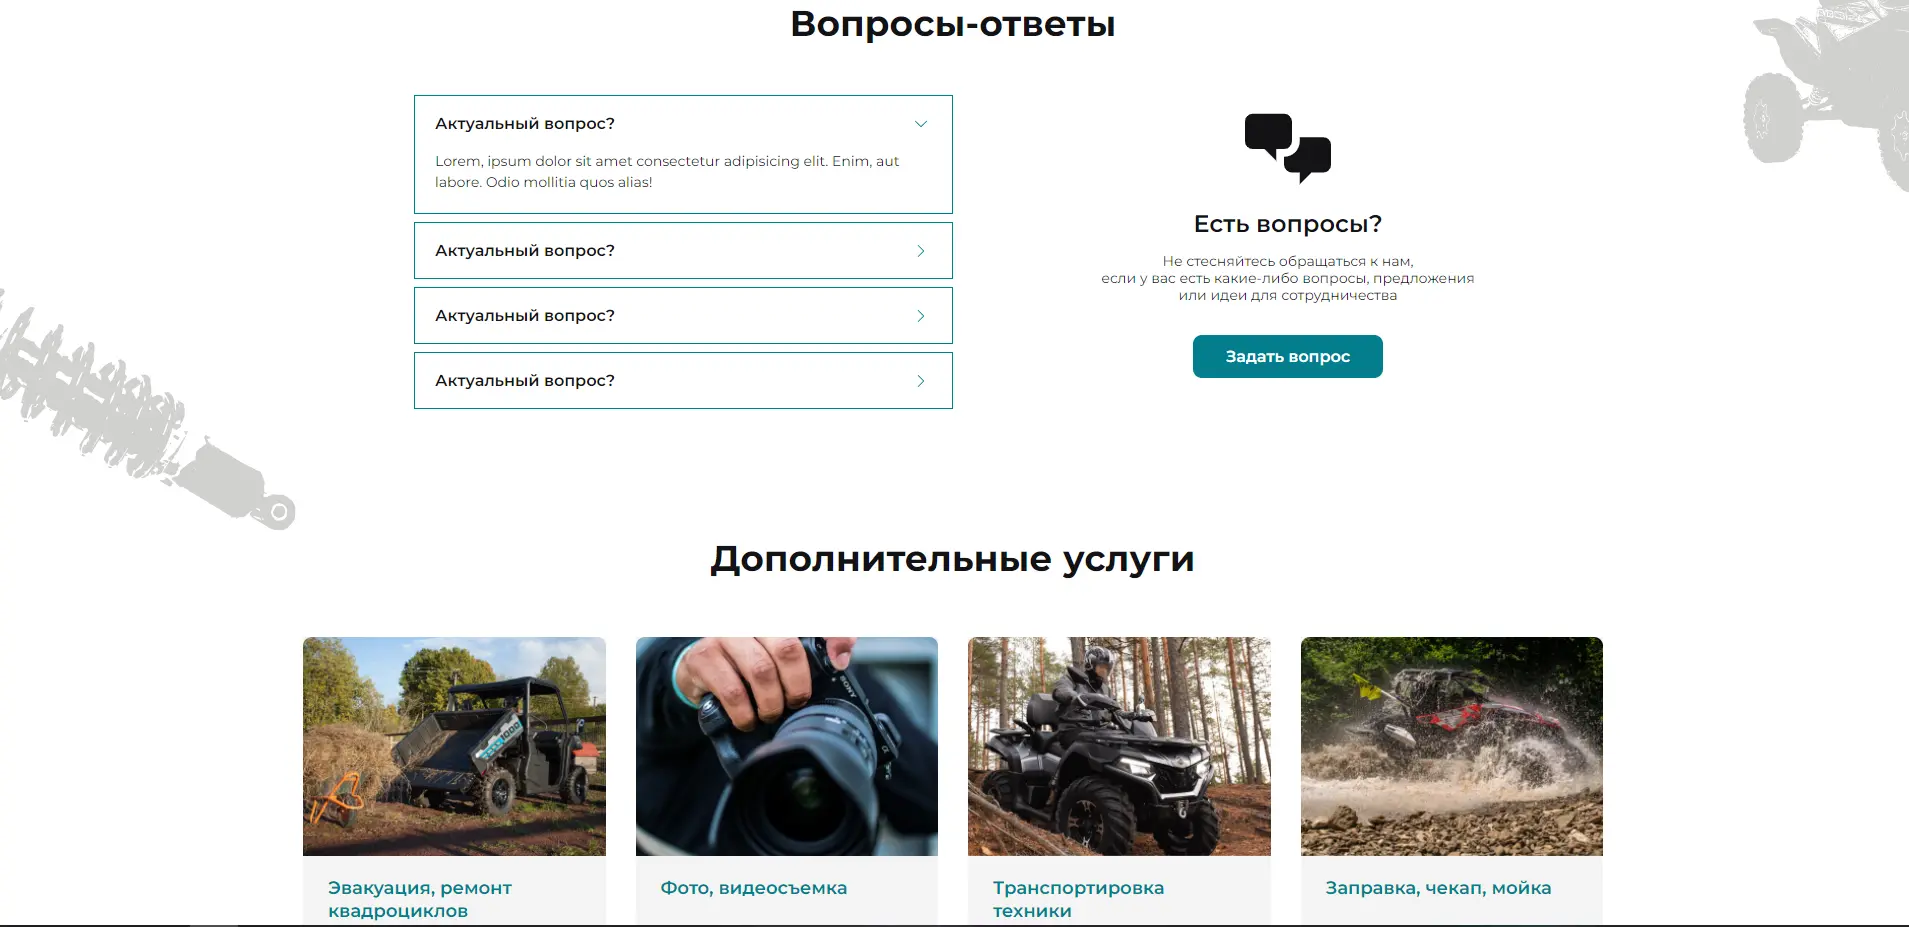 Вопросы-ответы
Актуальный вопрос?
Lorem, ipsum dolor sit amet consectetur adipisicing elit. Enim, aut
labore. Odio mollitia quos alias!
Актуальный вопрос?
Актуальный вопрос?
Актуальный вопрос?
Есть вопросы?
Не стесняйтесь обращаться к нам,
если у вас есть какие-либо вопросы, предложения
или идеи для сотрудничества
Задать вопрос
Дополнительные услуги
SONY
Эвакуация, ремонт
квадроциклов
Фото, видеосъемка
Транспортировка
техники
Заправка, чекап, мойка